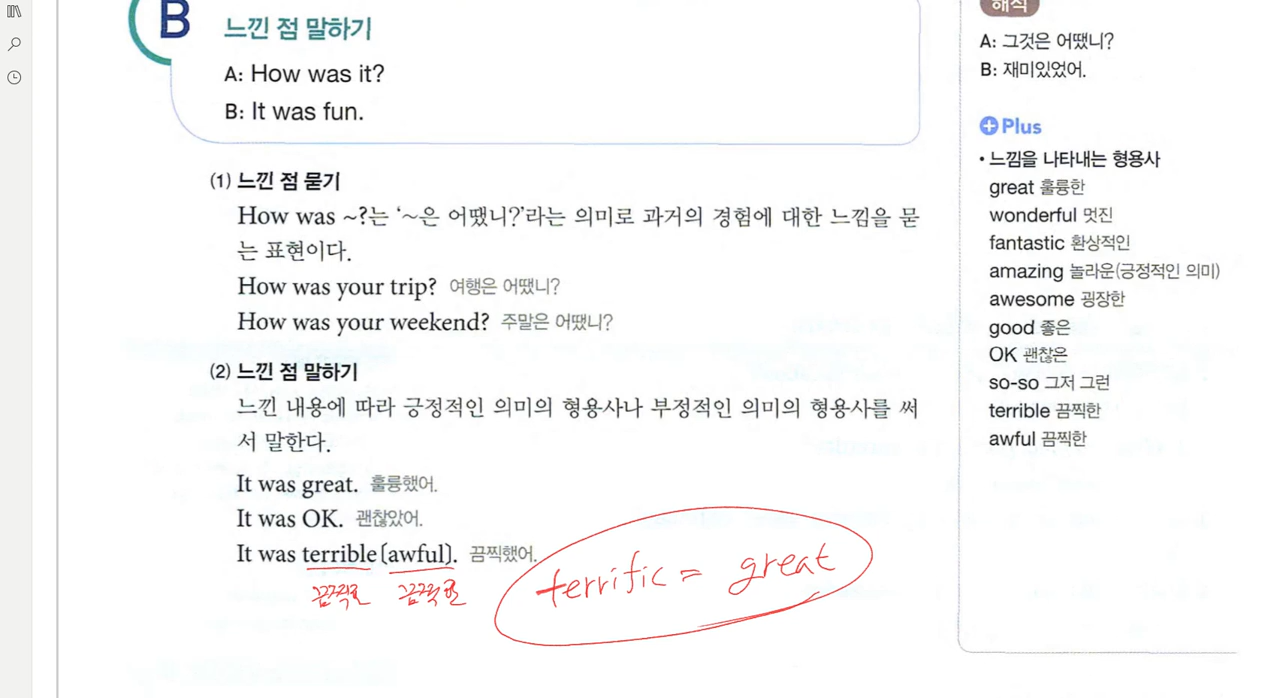 B 느낀 점 말하기
A: How was it?
B: It was fun.
(1) 느낀 점 묻기
How was ~?는 ‘~은 어땠니?’라는 의미로 과거의 경험에 대한 느낌을 묻
는 표현이다.
How was your trip? 여행은 어땠니?
How was your weekend? 주말은 어땠니?
(2) 느낀 점 말하기
느낀 내용에 따라 긍정적인 의미의 형용사나 부정적인 의미의 형용사를 써
서 말한다.
It was great. 훌륭했어.
It was OK. 괜찮았어.
It was terrible(awful). 끔찍했어.
끔찍한 끔찍한
terrific = great
해석
A: 그것은 어땠니?
B: 재미있었어.
Plus
• 느낌을 나타내는 형용사
great 훌륭한
wonderful 멋진
fantastic 환상적인
amazing 놀라운(긍정적인 의미)
awesome 굉장한
good 좋은
OK 괜찮은
so-so 그저 그런
terrible 끔찍한
awful 끔찍한